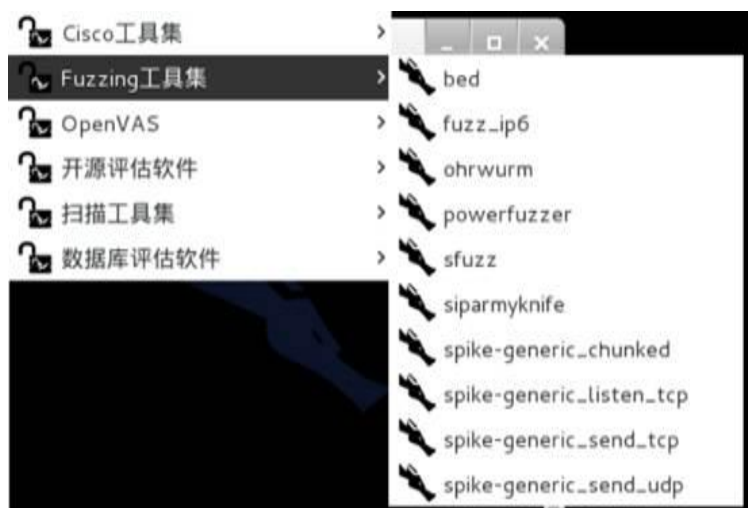 Cisco工具集
Fuzzing工具集
OpenVAS
开源评估软件
扫描工具集
数据库评估软件
bed
fuzz_ip6
ohrwurm
powerfuzzer
sfuzz
siparmyknife
spike-generic_chunked
spike-generic_listen_tcp
spike-generic_send_tcp
spike-generic_send_udp